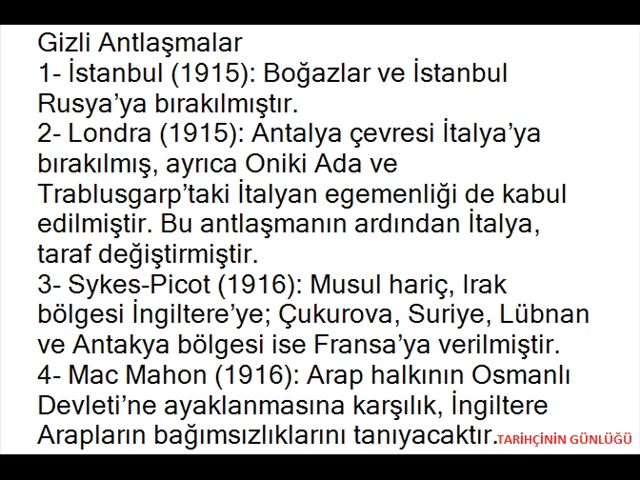 Gizli Antlaşmalar
1- İstanbul (1915): Boğazlar ve İstanbul
Rusya’ya bırakılmıştır.
2- Londra (1915): Antalya çevresi İtalya’ya
bırakılmış, ayrıca Oniki Ada ve
Trablusgarp’taki İtalyan egemenliği de kabul
edilmiştir. Bu antlaşmanın ardından İtalya,
taraf değiştirmiştir.
3- Sykes-Picot (1916): Musul hariç, Irak
bölgesi İngiltere’ye; Çukurova, Suriye, Lübnan
ve Antakya bölgesi ise Fransa’ya verilmiştir.
4- Mac Mahon (1916): Arap halkının Osmanlı
Devleti’ne ayaklanmasına karşılık, İngiltere
Arapların bağımsızlıklarını tanıyacaktır.
TARİHÇİNİN GÜNLÜĞÜ